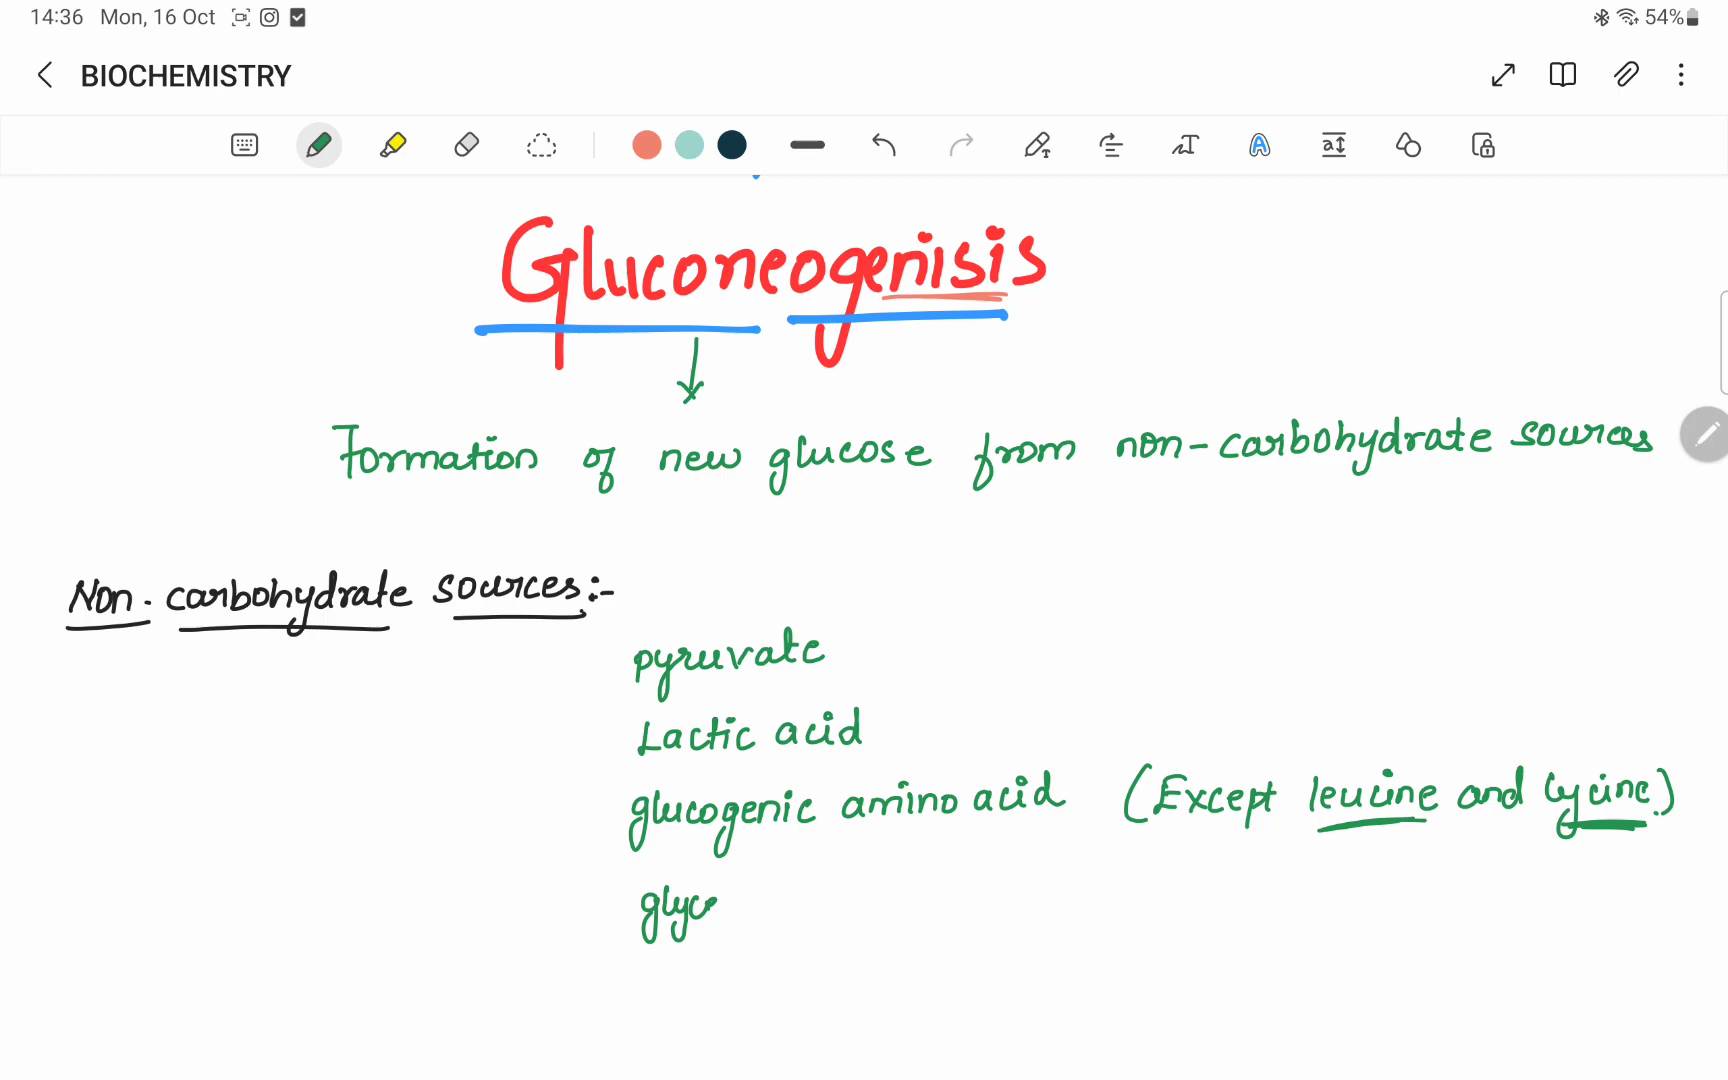 14:36 Mon, 16 Oct 54%
BIOCHEMISTRY
Gluconeogenisis
Formation of new glucose from non-carbohydrate sources
Non-carbohydrate sources:-
pyruvate
Lactic acid
glucogenic amino acid (Except leucine and lycine.)
glyc